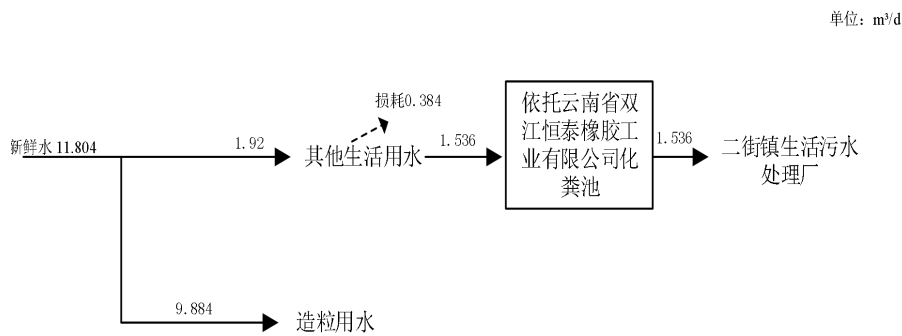 单位：m³/d
损耗0.384
新鲜水 11.804
1.92
其他生活用水
1.536
依托云南省双
江恒泰橡胶工
业有限公司化
粪池
1.536
二街镇生活污水
处理厂
9.884
造粒用水